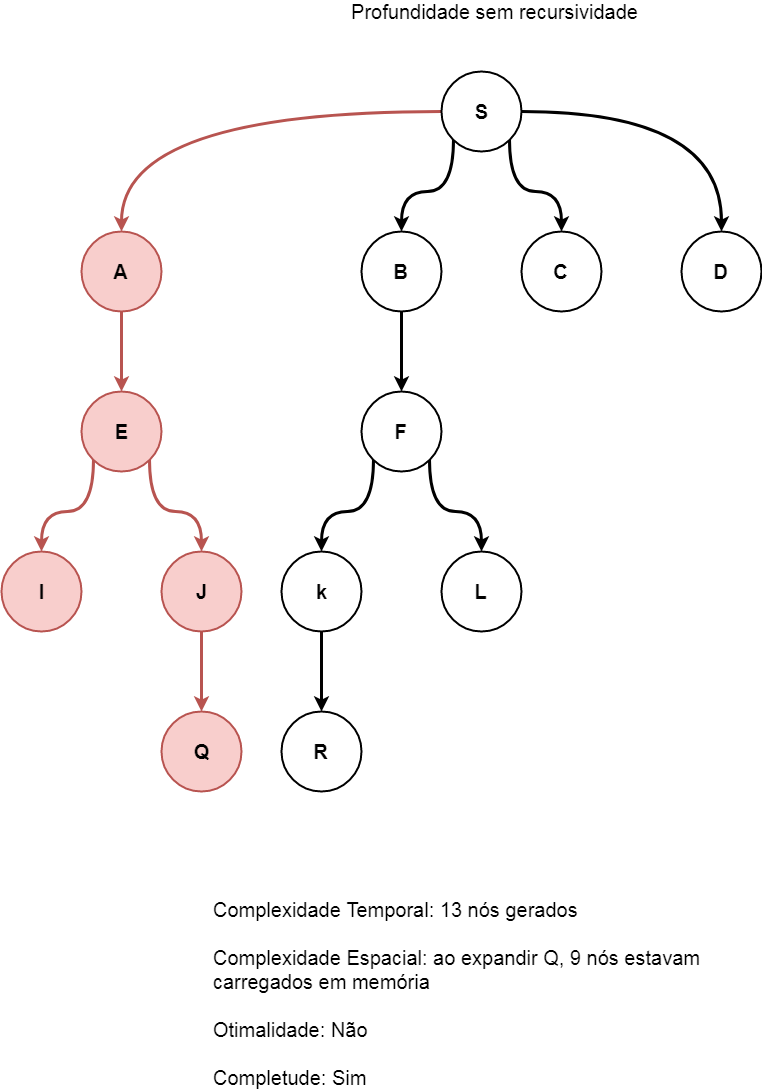 Profundidade sem recursividade
S
A
B
C
D
E
F
I
J
k
L
Q
R
Complexidade Temporal: 13 nós gerados
Complexidade Espacial: ao expandir Q, 9 nós estavam
carregados em memória
Otimalidade: Não
Completude: Sim